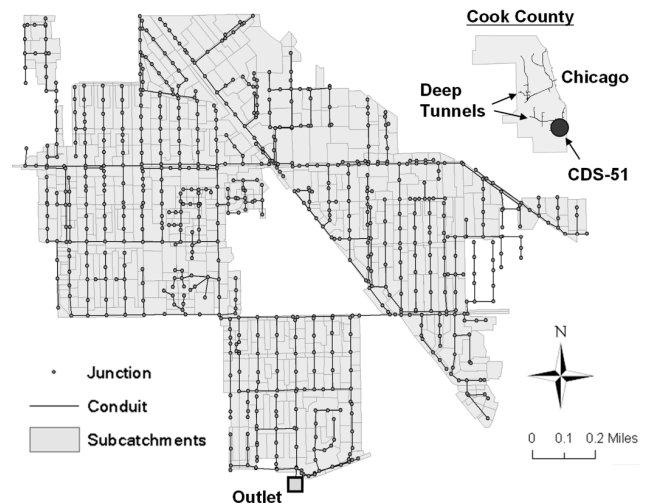 Cook County
Chicago
Deep
Tunnels
CDS-51
N
Junction
Conduit
Subcatchments
0 0.1 0.2 Miles
Outlet